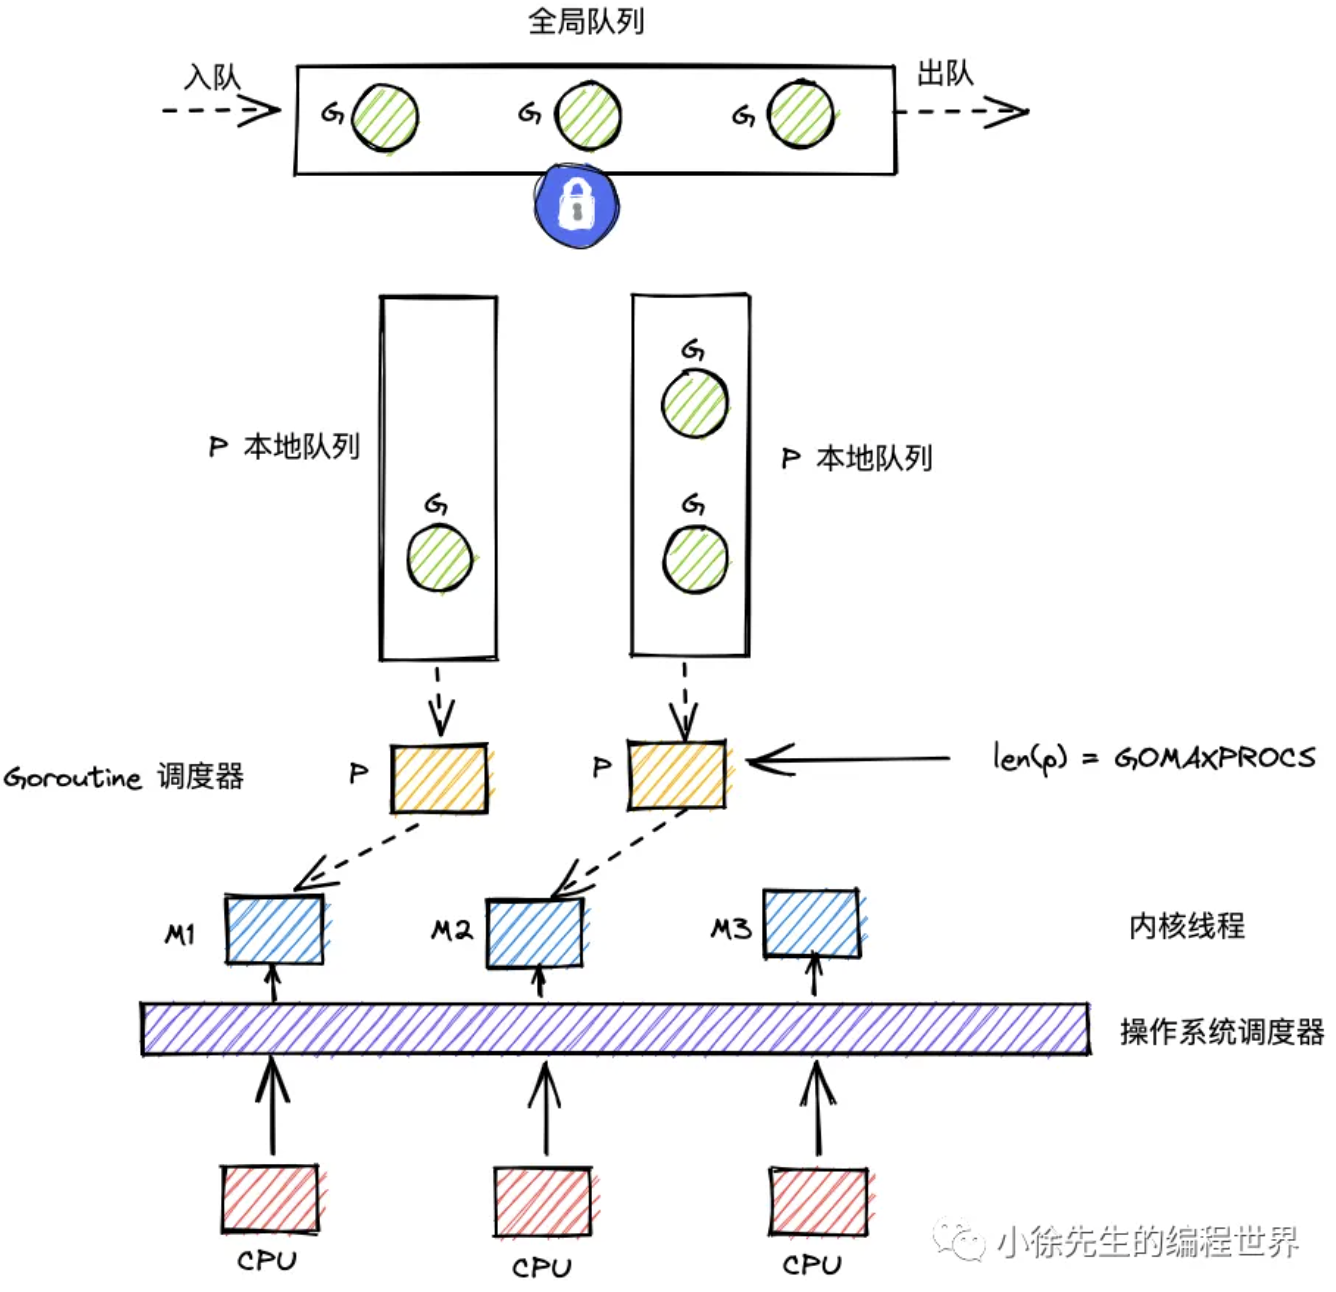 全局队列
入队
出队
G
G
G
G
P 本地队列
P 本地队列
G
G
Goroutine 调度器
P
P
len(p) = GOMAXPROCS
M1
M2
M3
内核线程
操作系统调度器
CPU
CPU
CPU
小徐先生的编程世界